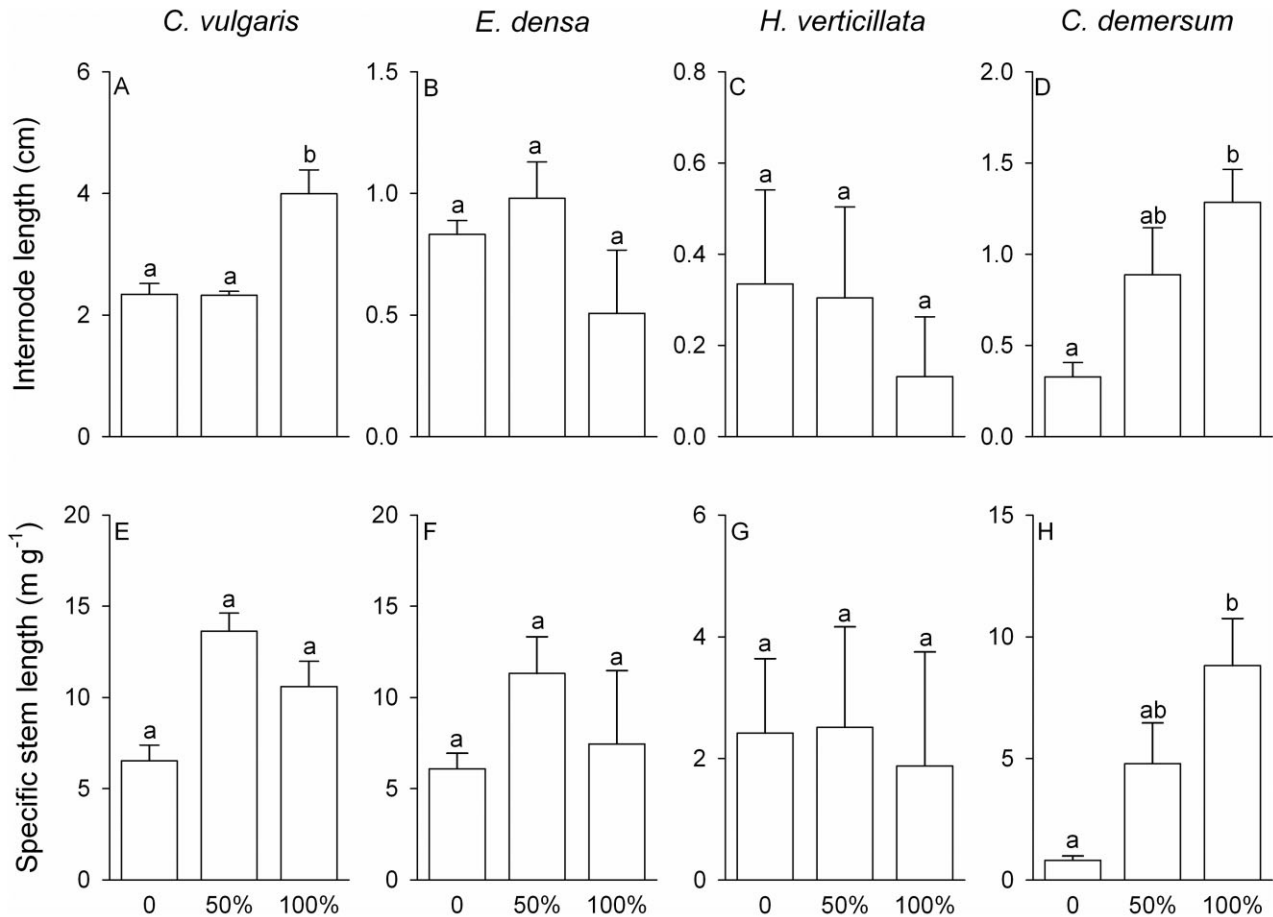 C. vulgaris E. densa H. verticillata C. demersum
Internode length (cm)
A
6
4
2
0
a a b
B
1.5
1.0
0.5
0.0
a a a
C
0.8
0.6
0.4
0.2
0.0
a a a
D
2.0
1.5
1.0
0.5
0.0
a ab b
Specific stem length (m g⁻¹)
E
20
15
10
5
0
a a a
0 50% 100%
F
20
15
10
5
0
a a a
0 50% 100%
G
6
4
2
0
a a a
0 50% 100%
H
15
10
5
0
a ab b
0 50% 100%